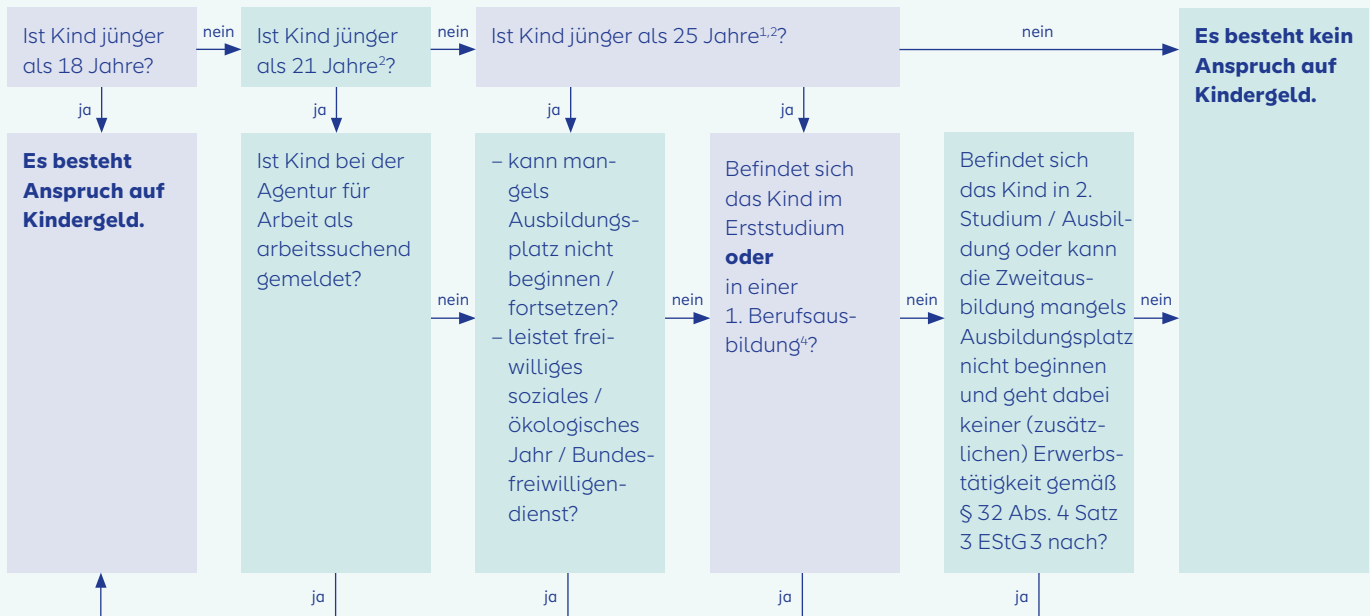 Ist Kind jünger
als 18 Jahre?
nein
Ist Kind jünger
als 21 Jahre²?
nein
Ist Kind jünger als 25 Jahre¹,²?
nein
Es besteht kein
Anspruch auf
Kindergeld.
ja
ja
ja
ja
Es besteht
Anspruch auf
Kindergeld.
Ist Kind bei der
Agentur für
Arbeit als
arbeitssuchend
gemeldet?
nein
– kann man-
gels
Ausbildungs-
platz nicht
beginnen /
fortsetzen?
– leistet frei-
williges
soziales /
ökologisches
Jahr / Bundes-
freiwilligen-
dienst?
nein
Befindet sich
das Kind im
Erststudium
oder
in einer
1. Berufsaus-
bildung⁴?
nein
Befindet sich
das Kind in 2.
Studium / Ausbil-
dung oder kann
die Zweitaus-
bildung mangels
Ausbildungsplatz
nicht beginnen
und geht dabei
keiner (zusätz-
lichen) Erwerbs-
tätigkeit gemäß
§ 32 Abs. 4 Satz
3 EStG3 nach?
nein
ja
ja
ja
ja